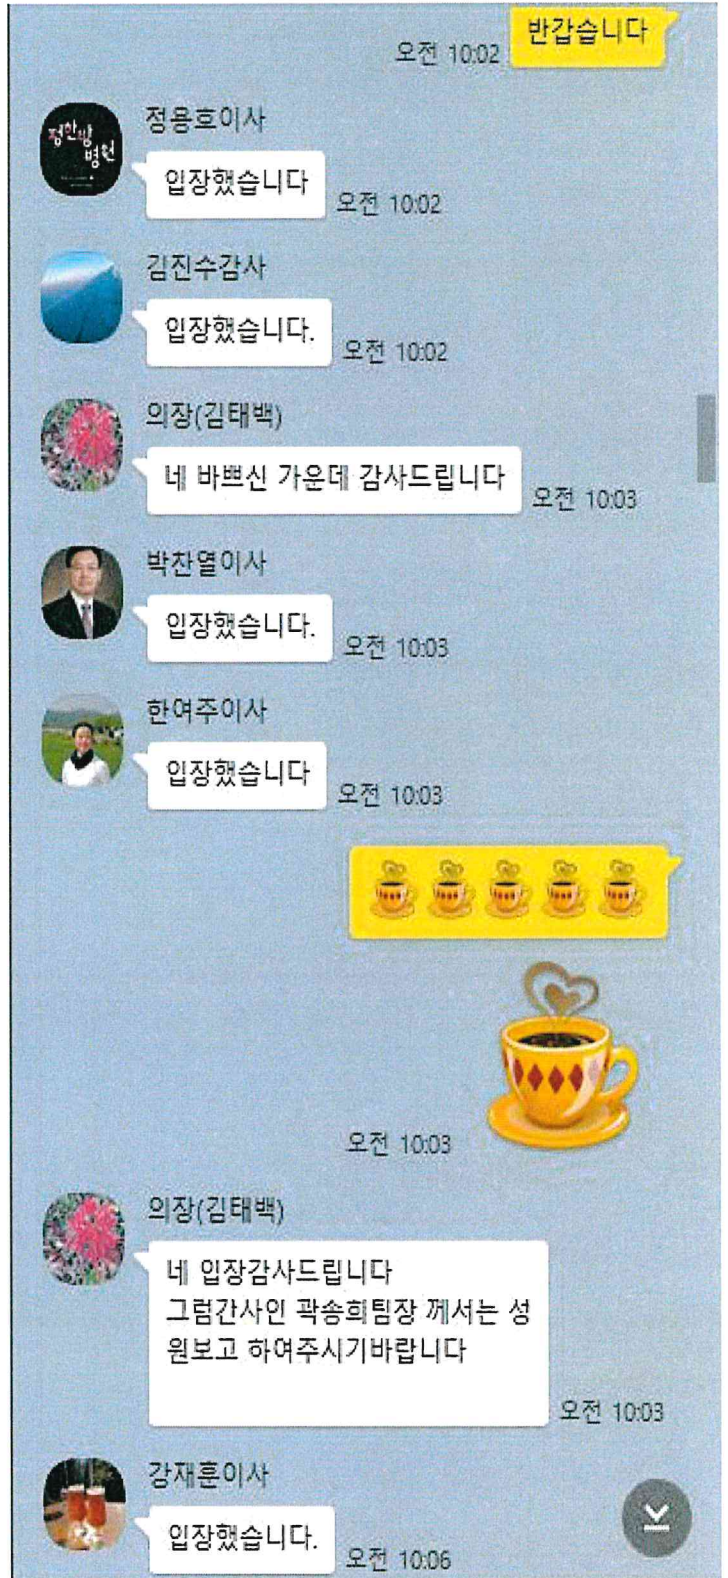 반갑습니다
오전 10:02
정용호이사
정한방
병원
입장했습니다
오전 10:02
김진수감사
입장했습니다.
오전 10:02
의장(김태백)
네 바쁘신 가운데 감사드립니다
오전 10:03
박찬열이사
입장했습니다.
오전 10:03
한여주이사
입장했습니다
오전 10:03
오전 10:03
의장(김태백)
네 입장감사드립니다
그럼간사인 곽송희팀장 께서는 성
원보고 하여주시기바랍니다
오전 10:03
강재훈이사
입장했습니다.
오전 10:06